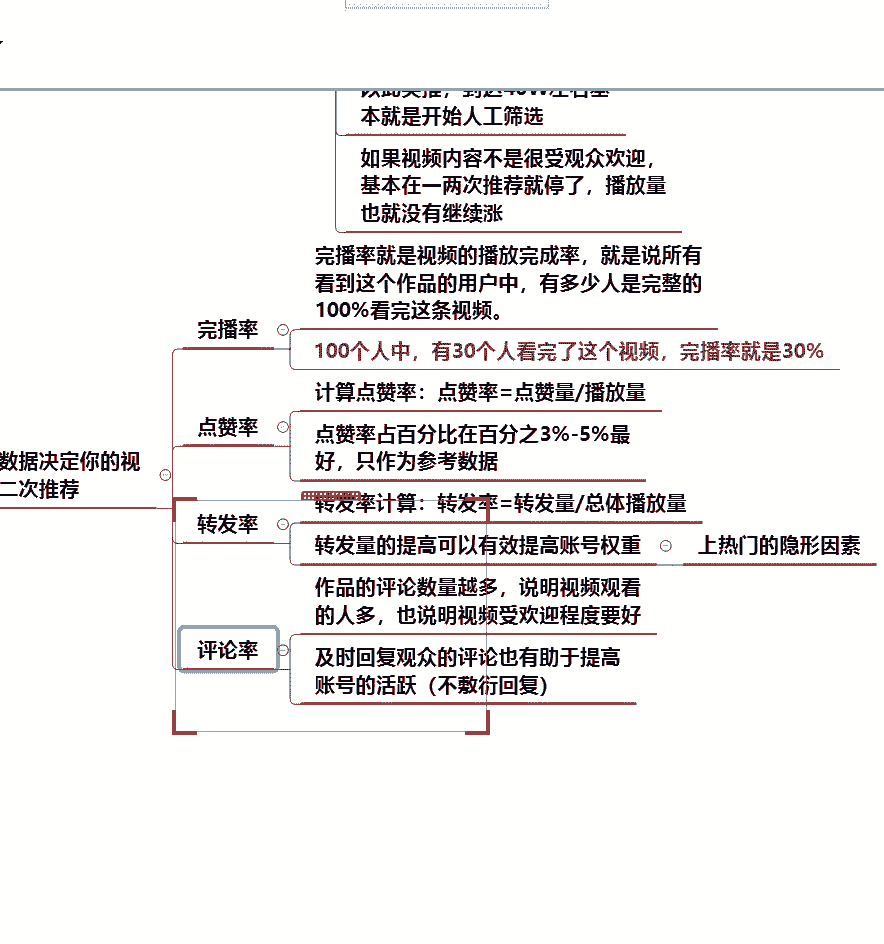 本就是开始人工筛选
如果视频内容不是很受观众欢迎，
基本在一两次推荐就停了，播放量
也就没有继续涨
完播率就是视频的播放完成率，就是说所有
看到这个作品的用户中，有多少人是完整的
100%看完这条视频。
完播率
100个人中，有30个人看完了这个视频，完播率就是30%
计算点赞率：点赞率=点赞量/播放量
点赞率
点赞率占百分比在百分之3%-5%最
好，只作为参考数据
数据决定你的视
二次推荐
转发率计算：转发率=转发量/总体播放量
转发率
转发量的提高可以有效提高账号权重
上热门的隐形因素
作品的评论数量越多，说明视频观看
的人多，也说明视频受欢迎程度要好
评论率
及时回复观众的评论也有助于提高
账号的活跃（不敷衍回复）